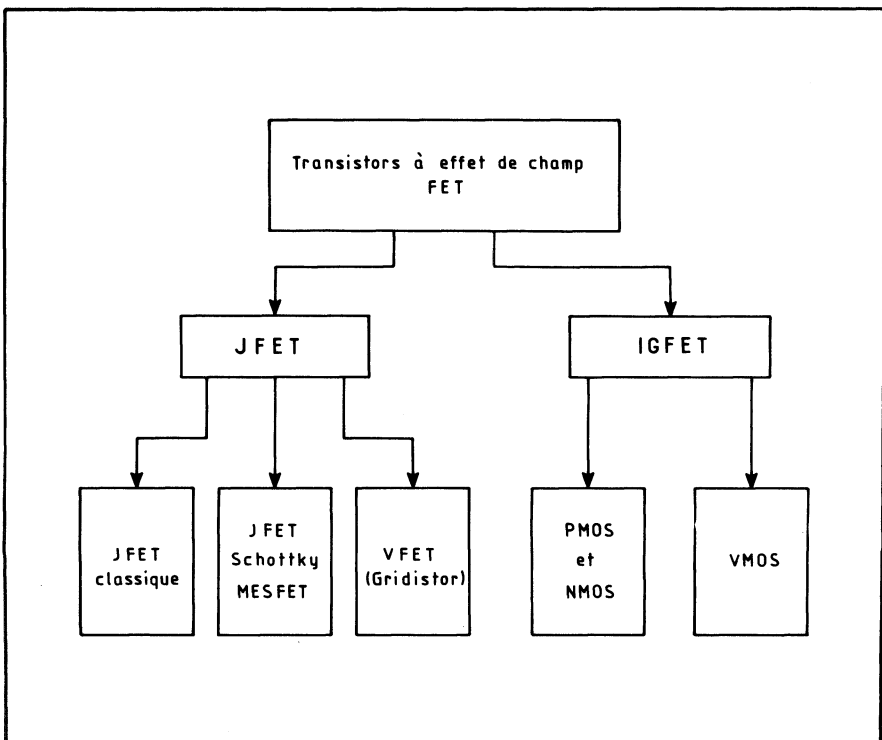 Transistors à effet de champ
FET
JFET
IGFET
JFET
classique
JFET
Schottky
MESFET
VFET
(Gridistor)
PMOS
et
NMOS
VMOS